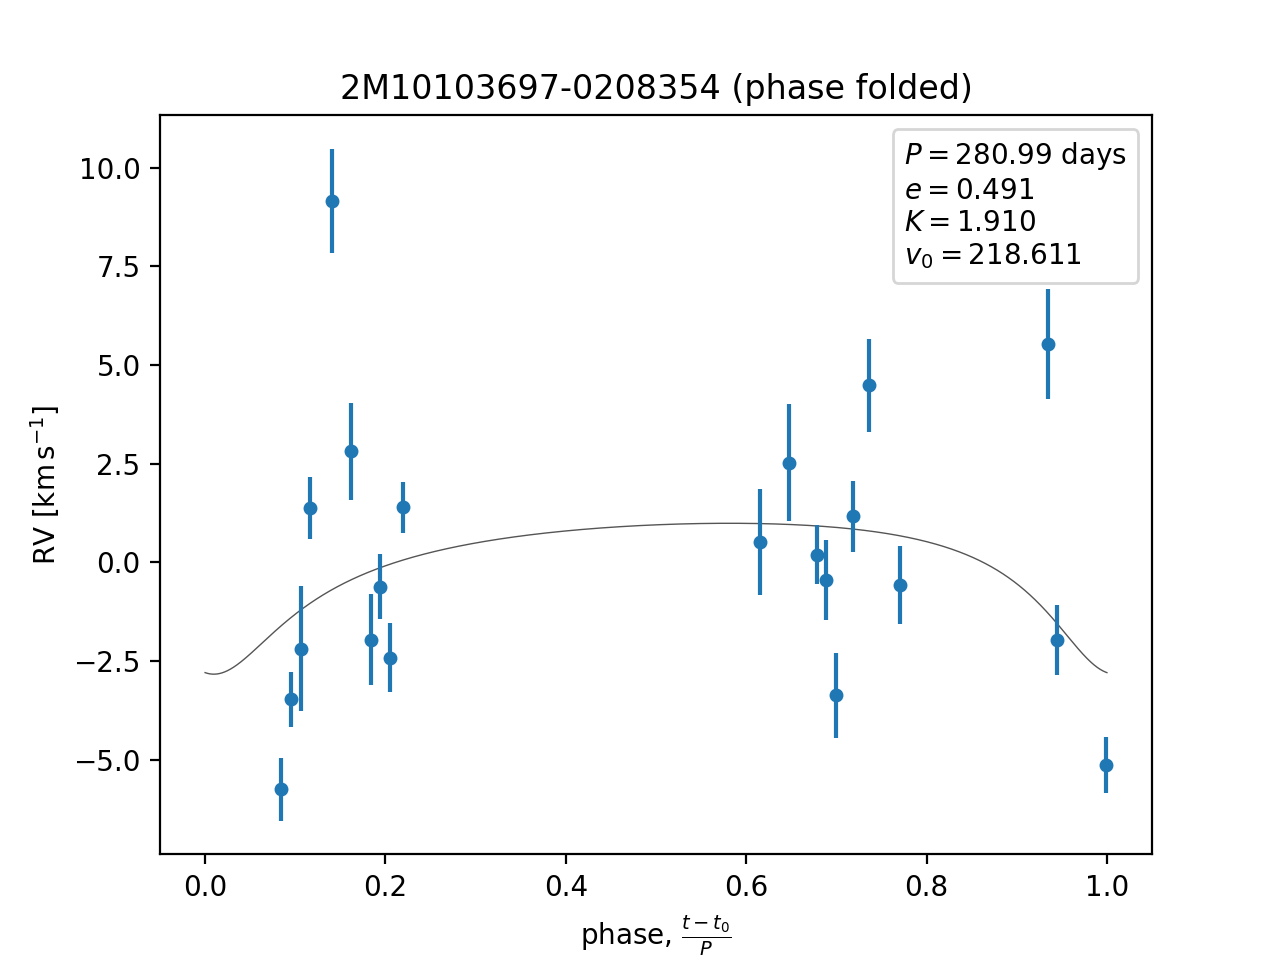 2M10103697-0208354 (phase folded)
P = 280.99 days
e = 0.491
K = 1.910
v₀ = 218.611
10.0
7.5
5.0
2.5
0.0
−2.5
−5.0
RV [km s⁻¹]
0.0 0.2 0.4 0.6 0.8 1.0
phase, (t − t₀)/P